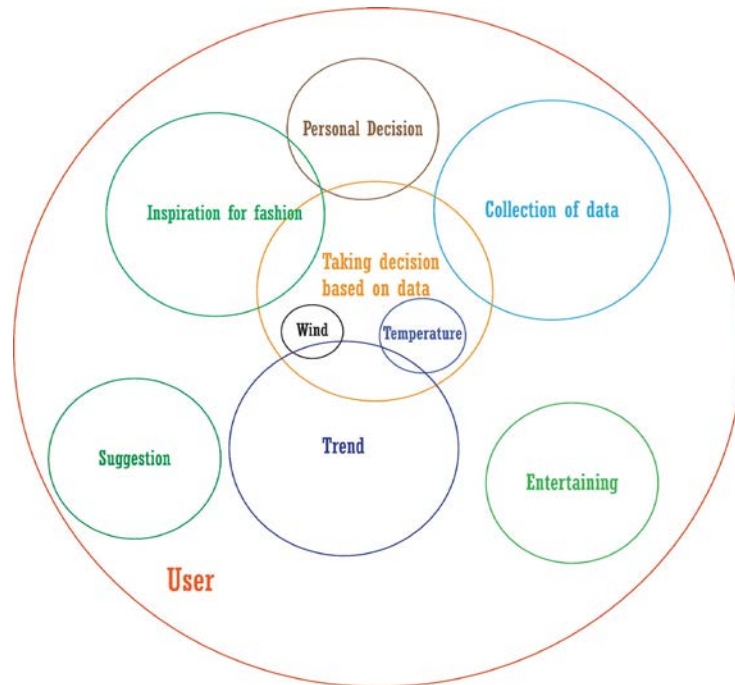 Personal Decision
Inspiration for fashion
Collection of data
Taking decision
based on data
Wind
Temperature
Trend
Suggestion
Entertaining
User